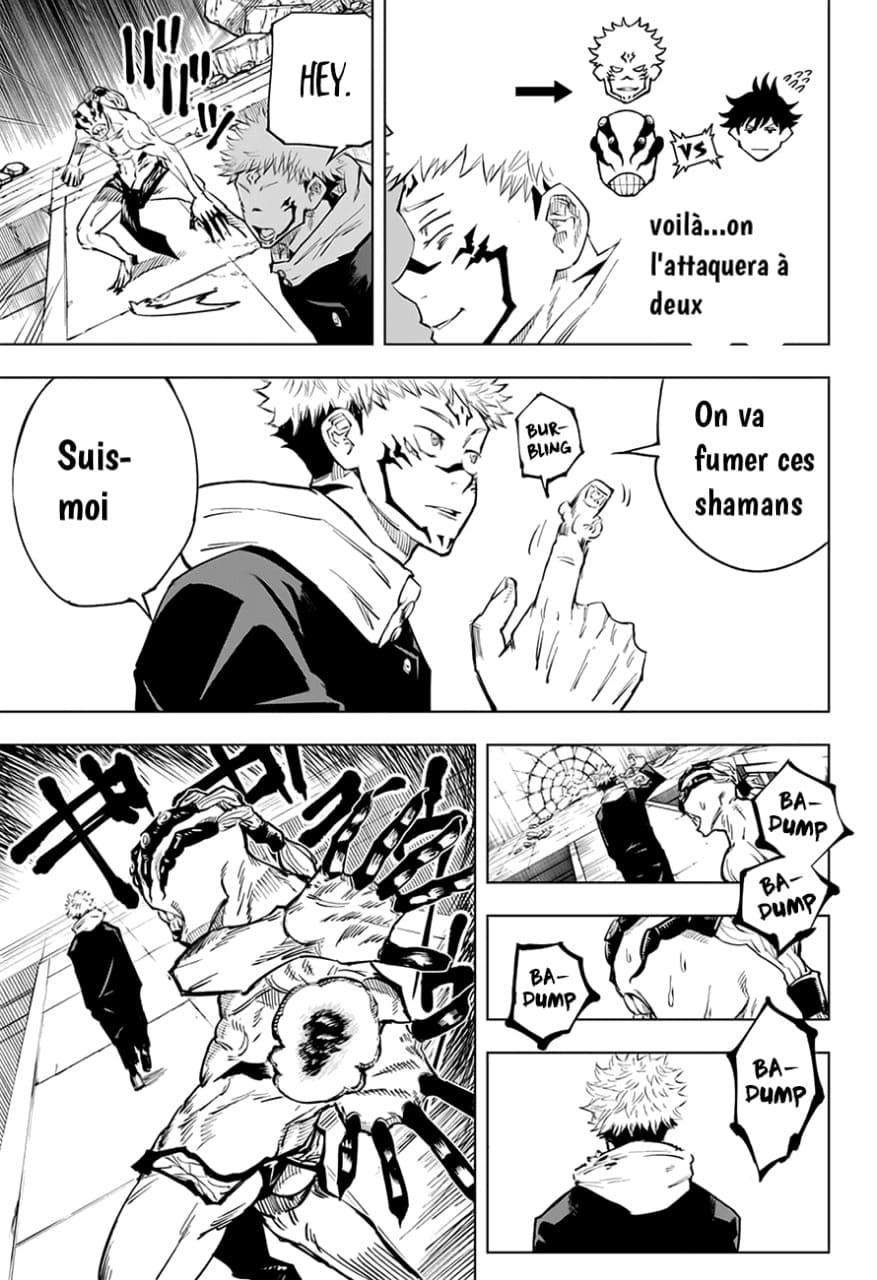 HEY.
VS
voilà...on
l'attaquera à
deux
Suis-
moi
BUR-
BLING
On va
fumer ces
shamans
BA-
DUMP
BA-
DUMP
BA-
DUMP
BA-
DUMP